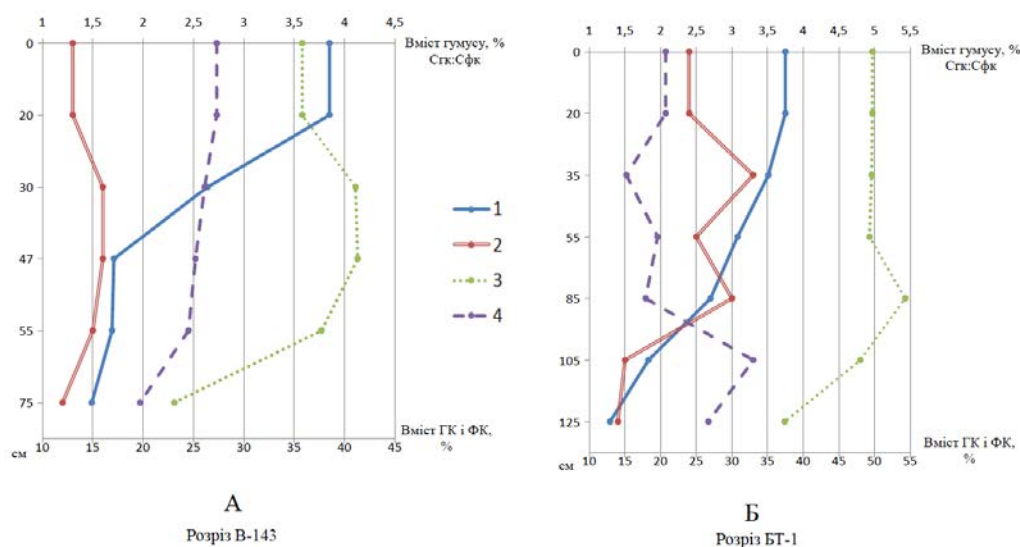 1 1,5 2 2,5 3 3,5 4 4,5
Вміст гумусу, %
Сгк:Сфк
0
20
30
47
55
75
см
10 15 20 25 30 35 40 45
Вміст ГК і ФК,
%
1
2
3
4
А
Розріз В-143
1 1,5 2 2,5 3 3,5 4 4,5 5 5,5
Вміст гумусу, %
Сгк:Сфк
0
20
35
55
85
105
125
см
10 15 20 25 30 35 40 45 50 55
Вміст ГК і ФК,
%
Б
Розріз БТ-1